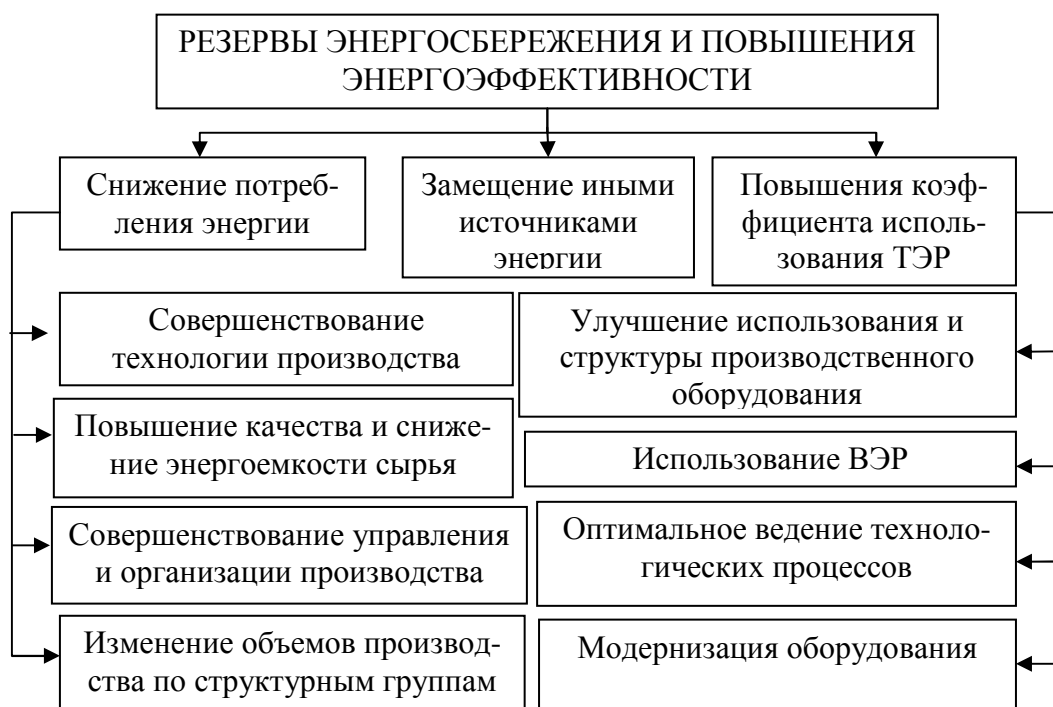 РЕЗЕРВЫ ЭНЕРГОСБЕРЕЖЕНИЯ И ПОВЫШЕНИЯ
ЭНЕРГОЭФФЕКТИВНОСТИ
Снижение потреб-
ления энергии
Замещение иными
источниками
энергии
Повышения коэф-
фициента исполь-
зования ТЭР
Совершенствование
технологии производства
Повышение качества и сниже-
ние энергоемкости сырья
Совершенствование управления
и организации производства
Изменение объемов производ-
ства по структурным группам
Улучшение использования и
структуры производственного
оборудования
Использование ВЭР
Оптимальное ведение техноло-
гических процессов
Модернизация оборудования